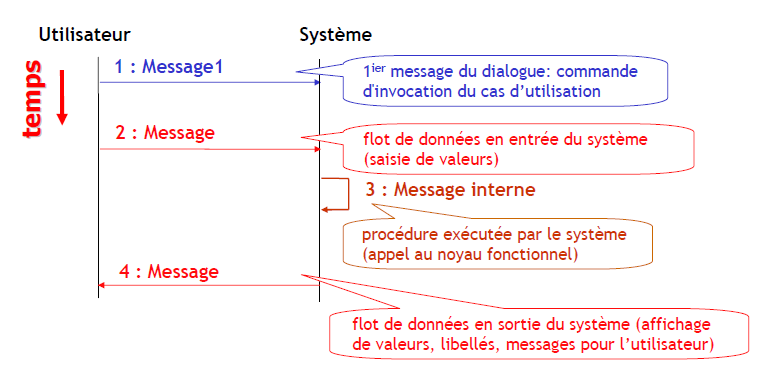 Utilisateur
Système
temps
1 : Message1
1ier message du dialogue: commande
d'invocation du cas d’utilisation
2 : Message
flot de données en entrée du système
(saisie de valeurs)
3 : Message interne
procédure exécutée par le système
(appel au noyau fonctionnel)
4 : Message
flot de données en sortie du système (affichage
de valeurs, libellés, messages pour l’utilisateur)